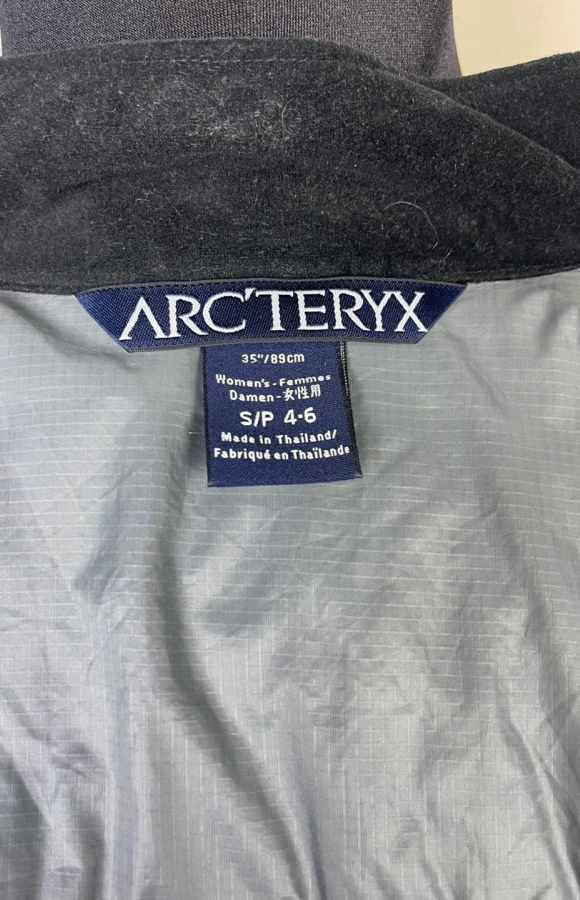 ARC'TERYX
35"/89cm
Women's-Femmes
Damen-女性用
S/P 4-6
Made in Thailand/
Fabriqué en Thaïlande